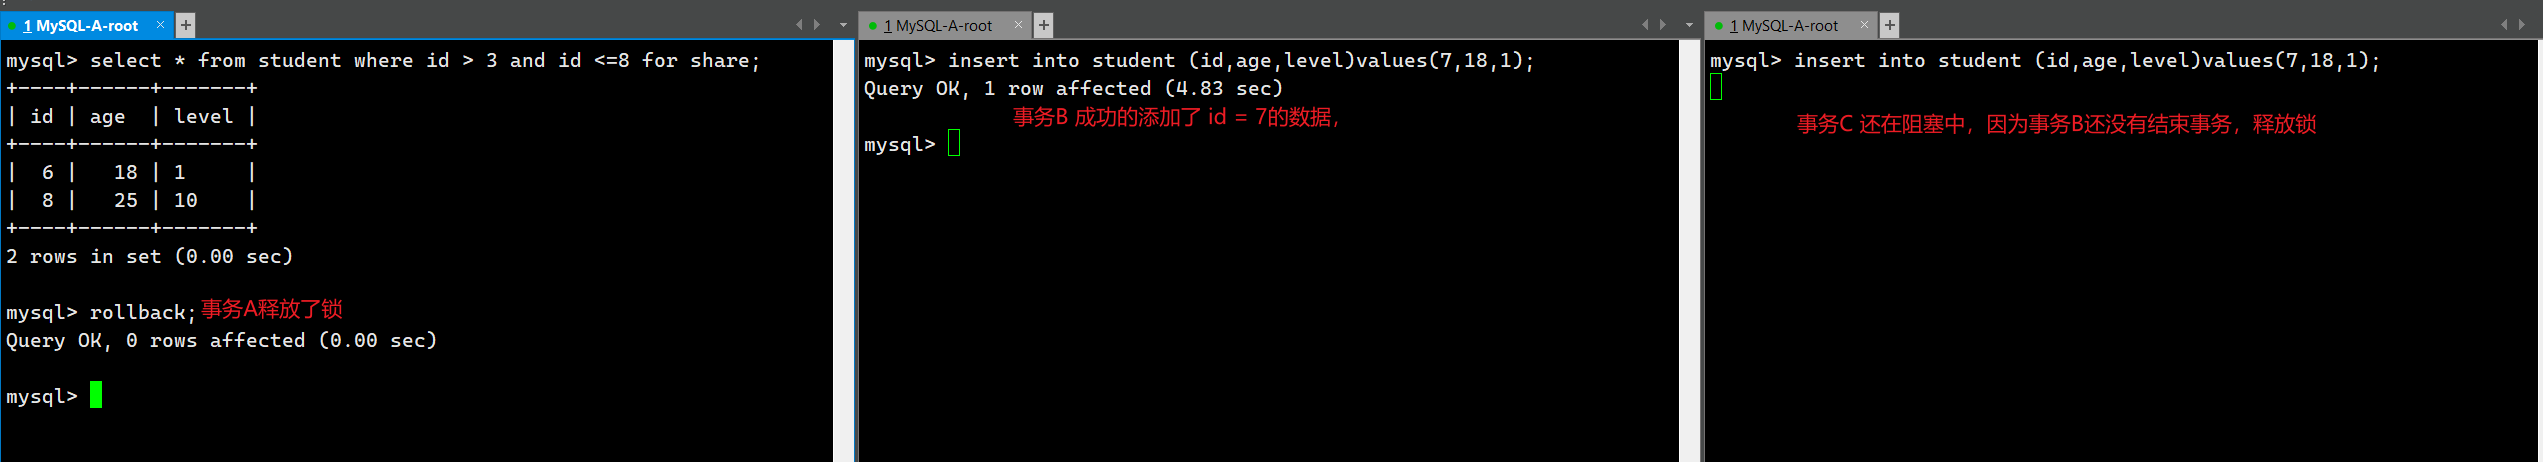 1 MySQL-A-root × +
mysql> select * from student where id > 3 and id <=8 for share;
+----+------+-------+
| id | age  | level |
+----+------+-------+
|  6 |   18 | 1     |
|  8 |   25 | 10    |
+----+------+-------+
2 rows in set (0.00 sec)
mysql> rollback; 事务A释放了锁
Query OK, 0 rows affected (0.00 sec)
mysql>
1 MySQL-A-root × +
mysql> insert into student (id,age,level)values(7,18,1);
Query OK, 1 row affected (4.83 sec)
事务B 成功的添加了 id = 7的数据，
mysql>
1 MySQL-A-root × +
mysql> insert into student (id,age,level)values(7,18,1);
事务C 还在阻塞中，因为事务B还没有结束事务，释放锁